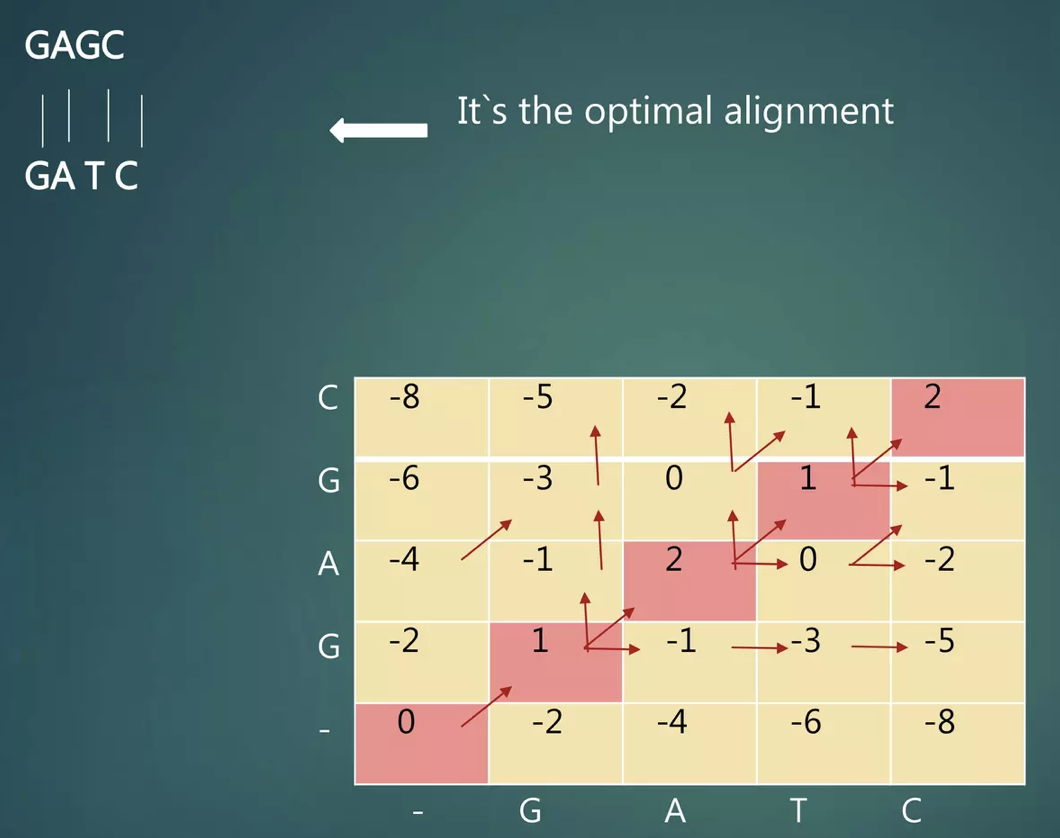 GAGC
It`s the optimal alignment
GA T C
C -8 -5 -2 -1 2
G -6 -3 0 1 -1
A -4 -1 2 0 -2
G -2 1 -1 -3 -5
- 0 -2 -4 -6 -8
- G A T C